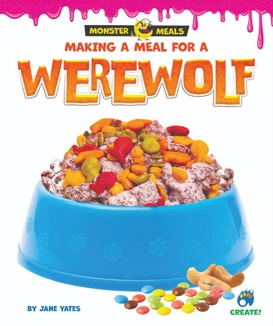 MONSTER MEALS
MAKING A MEAL FOR A
WEREWOLF
BY JANE YATES
CREATE!